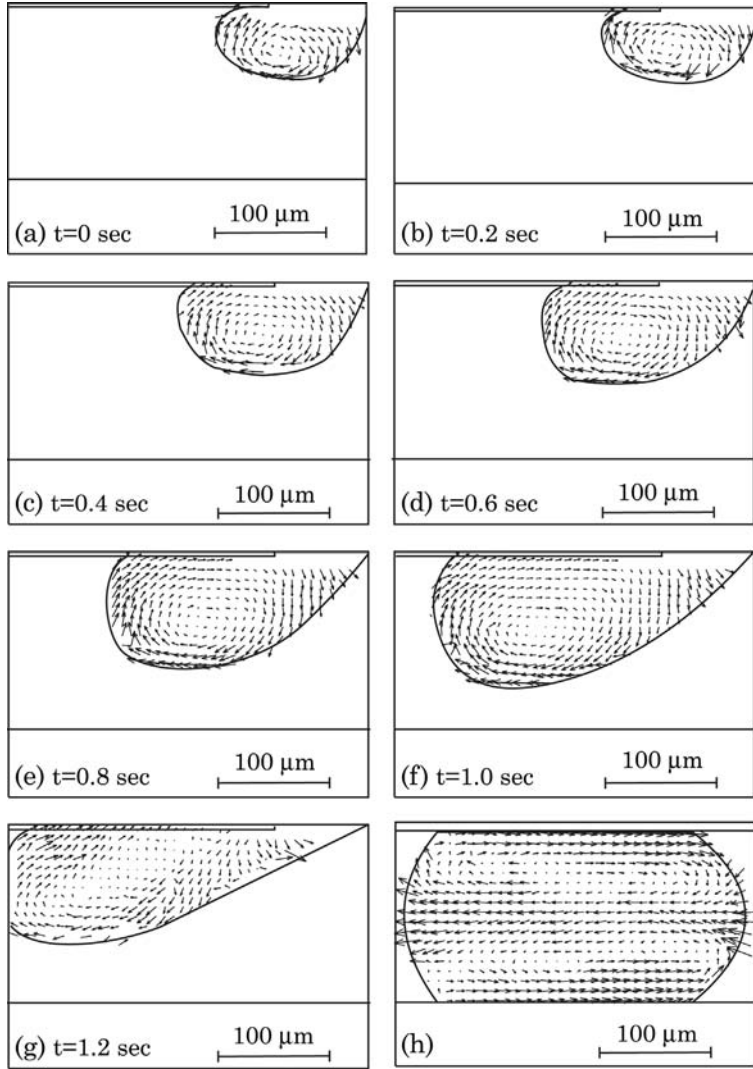 100 μm
(a) t=0 sec
100 μm
(b) t=0.2 sec
100 μm
(c) t=0.4 sec
100 μm
(d) t=0.6 sec
100 μm
(e) t=0.8 sec
100 μm
(f) t=1.0 sec
100 μm
(g) t=1.2 sec
100 μm
(h)